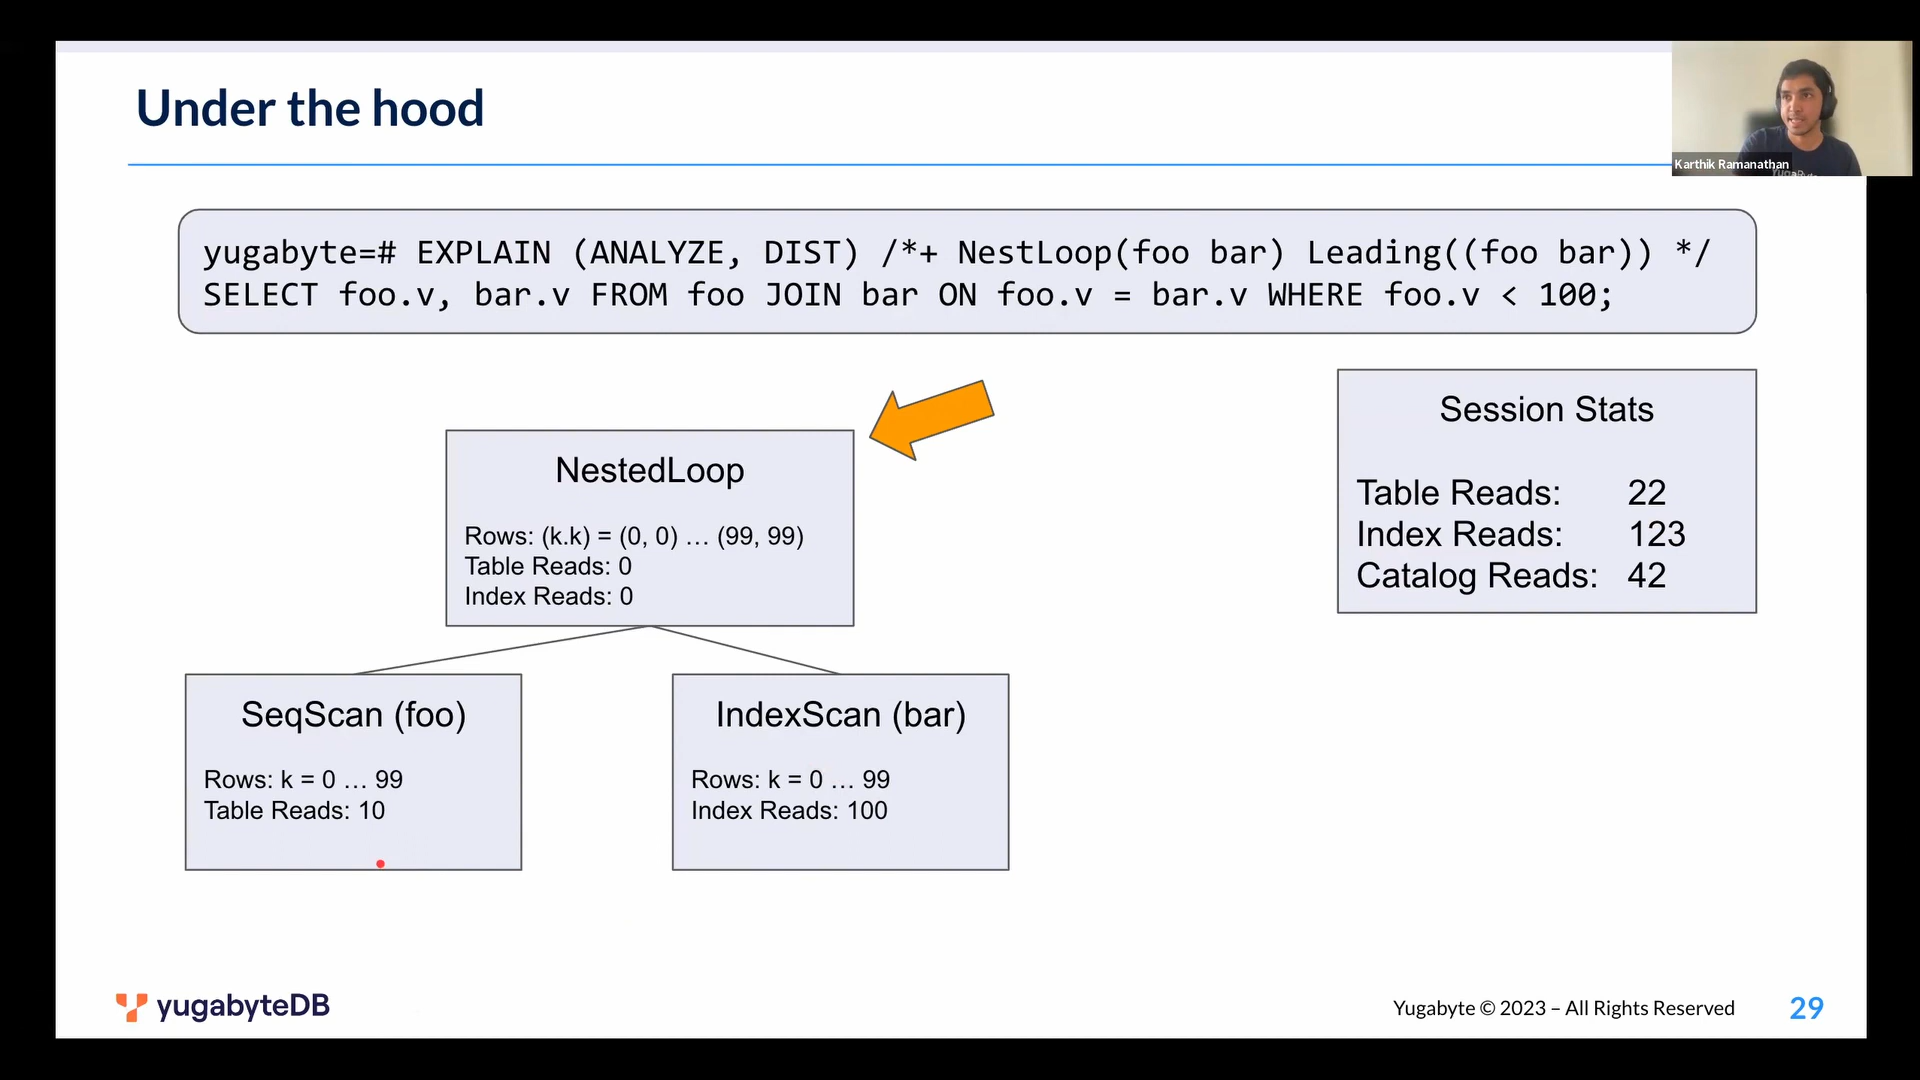 Under the hood
Karthik Ramanathan
yugabyte=# EXPLAIN (ANALYZE, DIST) /*+ NestLoop(foo bar) Leading((foo bar)) */
SELECT foo.v, bar.v FROM foo JOIN bar ON foo.v = bar.v WHERE foo.v < 100;
Session Stats
Table Reads: 22
Index Reads: 123
Catalog Reads: 42
NestedLoop
Rows: (k.k) = (0, 0) … (99, 99)
Table Reads: 0
Index Reads: 0
SeqScan (foo)
Rows: k = 0 … 99
Table Reads: 10
IndexScan (bar)
Rows: k = 0 … 99
Index Reads: 100
yugabyteDB
Yugabyte © 2023 – All Rights Reserved
29